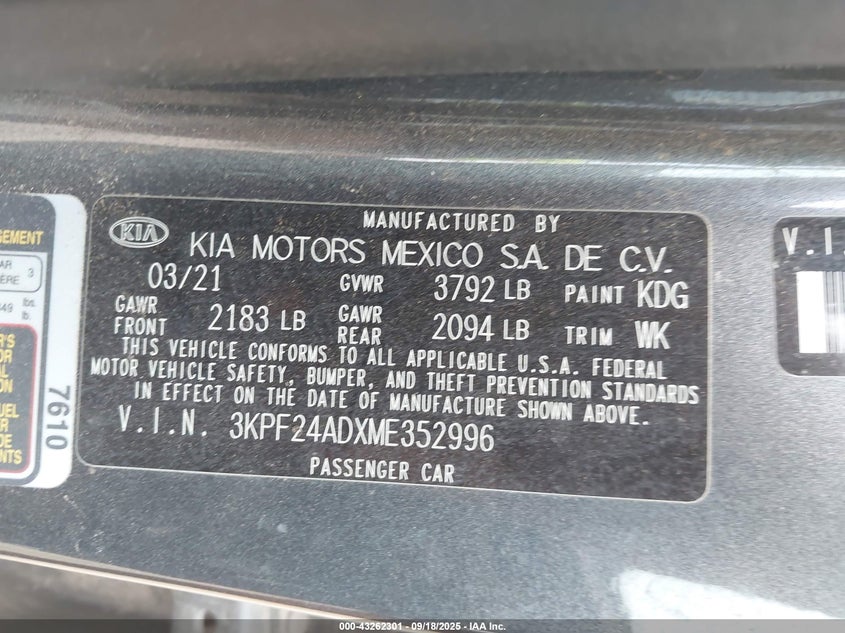 MANUFACTURED BY
KIA
KIA MOTORS MEXICO S.A. DE C.V.
03/21 GVWR 3792 LB PAINT KDG
GAWR FRONT 2183 LB GAWR REAR 2094 LB TRIM WK
THIS VEHICLE CONFORMS TO ALL APPLICABLE U.S.A. FEDERAL
MOTOR VEHICLE SAFETY, BUMPER, AND THEFT PREVENTION STANDARDS
IN EFFECT ON THE DATE OF MANUFACTURE SHOWN ABOVE.
V.I.N. 3KPF24ADXME352996
PASSENGER CAR
3
lbs.
lb.
7610
V.I.
000-43262301 - 09/18/2025 - IAA Inc.